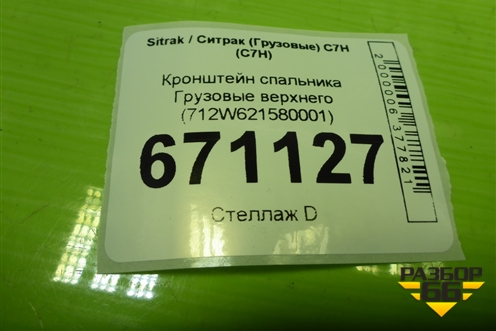 Sitrak / Ситрак (Грузовые) C7H
(C7H)
Кронштейн спальника
Грузовые верхнего
(712W621580001)
671127
Стеллаж D
2000006377821
РАЗБОР
66